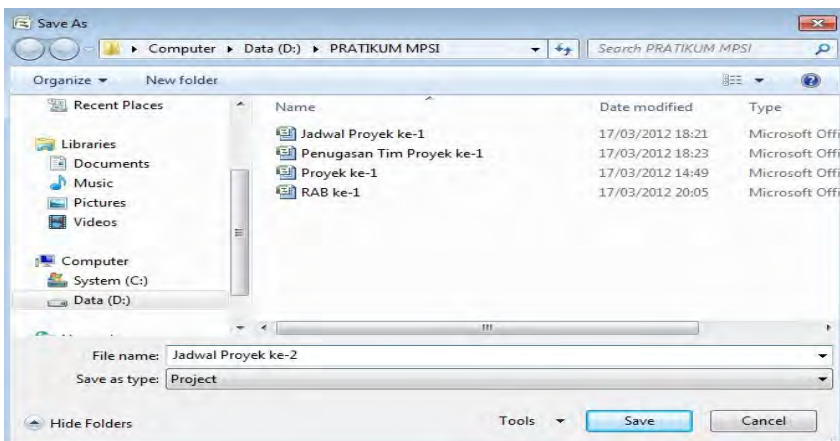 Save As
Computer Data (D:) PRATIKUM MPSI Search PRATIKUM MPSI
Organize New folder
Recent Places Name Date modified Type
Jadwal Proyek ke-1 17/03/2012 18:21 Microsoft Offi
Libraries
Penugasan Tim Proyek ke-1 17/03/2012 18:23 Microsoft Offi
Documents
Proyek ke-1 17/03/2012 14:49 Microsoft Offi
Music
RAB ke-1 17/03/2012 20:05 Microsoft Offi
Pictures
Videos
Computer
System (C:)
Data (D:)
File name: Jadwal Proyek ke-2
Save as type: Project
Hide Folders Tools Save Cancel